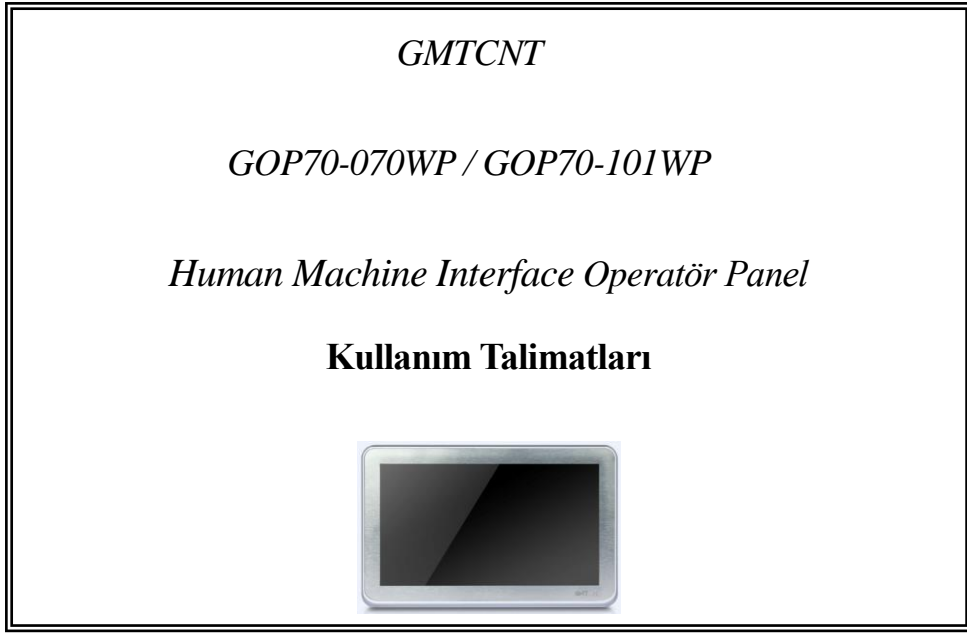 GMTCNT
GOP70-070WP / GOP70-101WP
Human Machine Interface Operatör Panel
Kullanım Talimatları